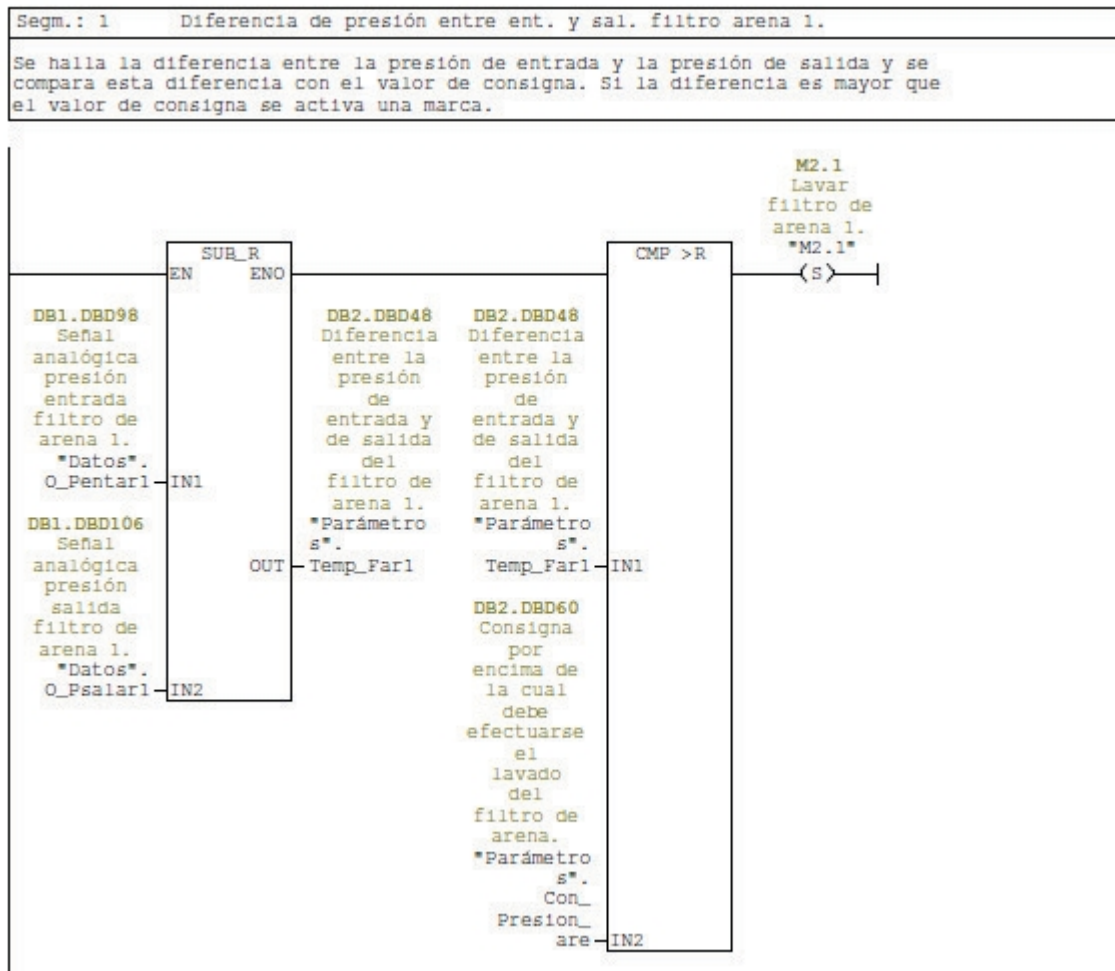 Segm.: 1 Diferencia de presión entre ent. y sal. filtro arena 1.
Se halla la diferencia entre la presión de entrada y la presión de salida y se
compara esta diferencia con el valor de consigna. Si la diferencia es mayor que
el valor de consigna se activa una marca.
M2.1
Lavar
filtro de
arena 1.
"M2.1"
SUB_R
EN ENO
CMP >R
(S)
DB1.DBD98
Señal
analógica
presión
entrada
filtro de
arena 1.
"Datos".
O_Pentar1
IN1
DB1.DBD106
Señal
analógica
presión
salida
filtro de
arena 1.
"Datos".
O_Psalar1
IN2
DB2.DBD48
Diferencia
entre la
presión
de
entrada y
de salida
del
filtro de
arena 1.
"Parámetro
s".
OUT
Temp_Far1
DB2.DBD48
Diferencia
entre la
presión
de
entrada y
de salida
del
filtro de
arena 1.
"Parámetro
s".
Temp_Far1
IN1
DB2.DBD60
Consigna
por
encima de
la cual
debe
efectuarse
el
lavado
del
filtro de
arena.
"Parámetro
s".
Con_
Presion_
are
IN2